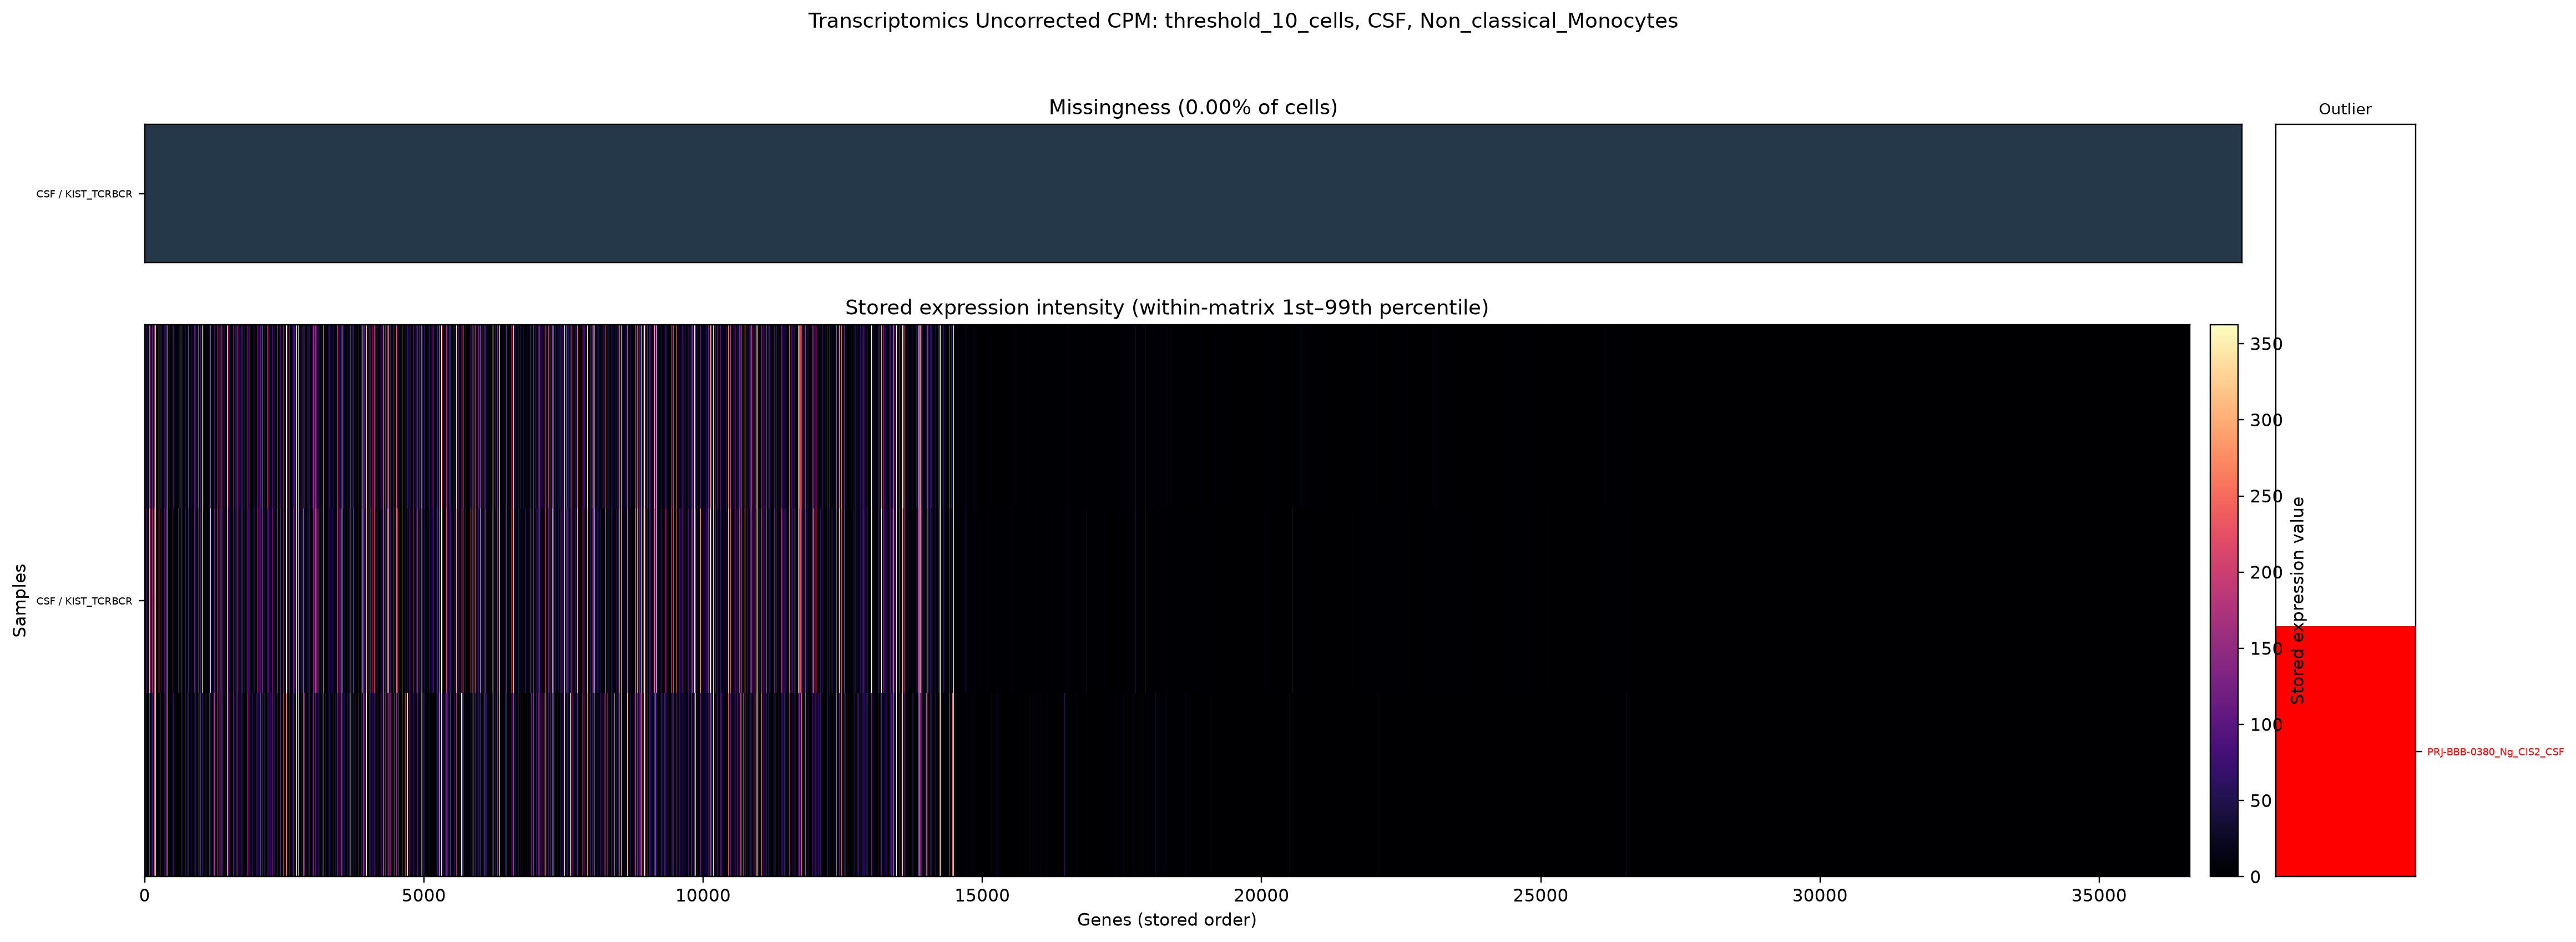 Transcriptomics Uncorrected CPM: threshold_10_cells, CSF, Non_classical_Monocytes
Missingness (0.00% of cells)
Outlier
CSF / KIST_TCRBCR
Stored expression intensity (within-matrix 1st–99th percentile)
Samples
CSF / KIST_TCRBCR
350
300
250
200
150
100
50
0
Stored expression value
PRJ-BBB-0380_Ng_CIS2_CSF
0
5000
10000
15000
20000
25000
30000
35000
Genes (stored order)